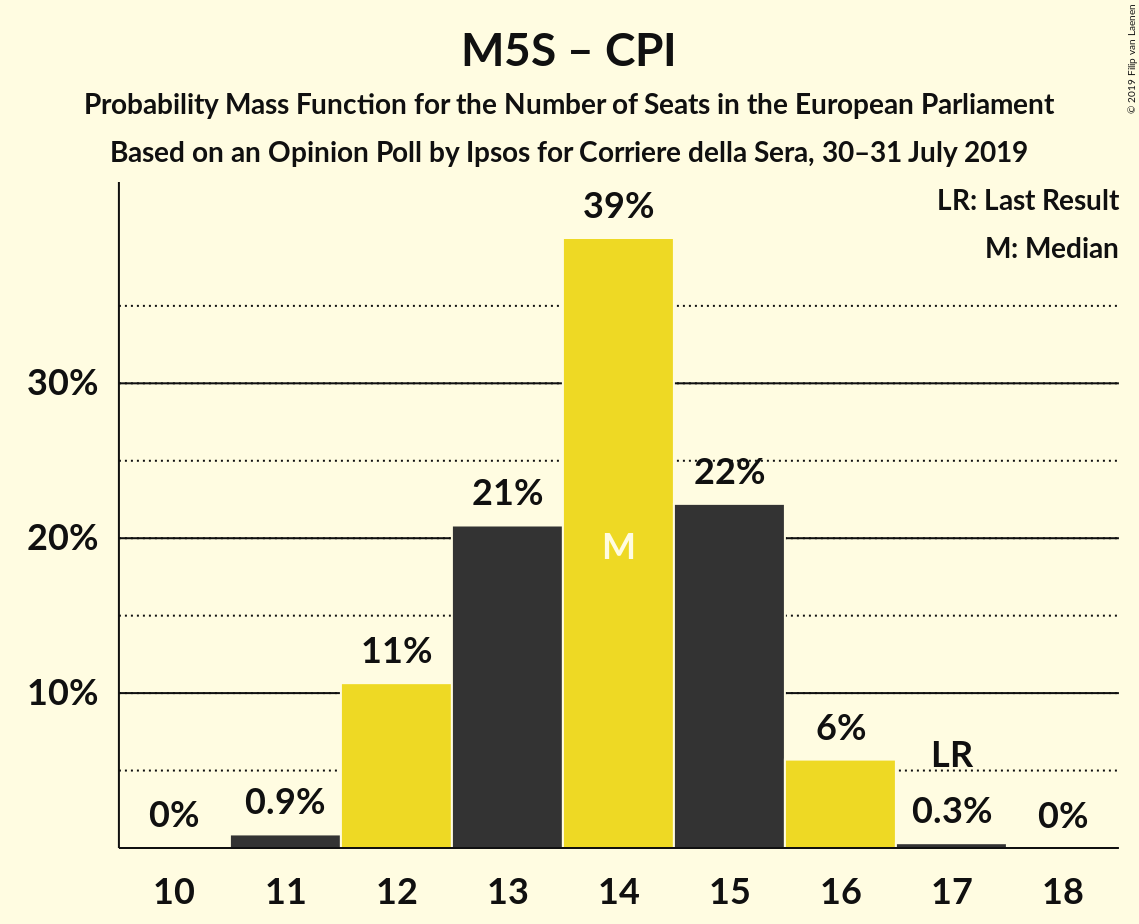 M5S – CPI
Probability Mass Function for the Number of Seats in the European Parliament
Based on an Opinion Poll by Ipsos for Corriere della Sera, 30–31 July 2019
© 2019 Filip van Laenen
LR: Last Result
M: Median
39%
30%
22%
21%
20%
M
11%
10%
6%
LR
0%
0.9%
0.3%
0%
10 11 12 13 14 15 16 17 18